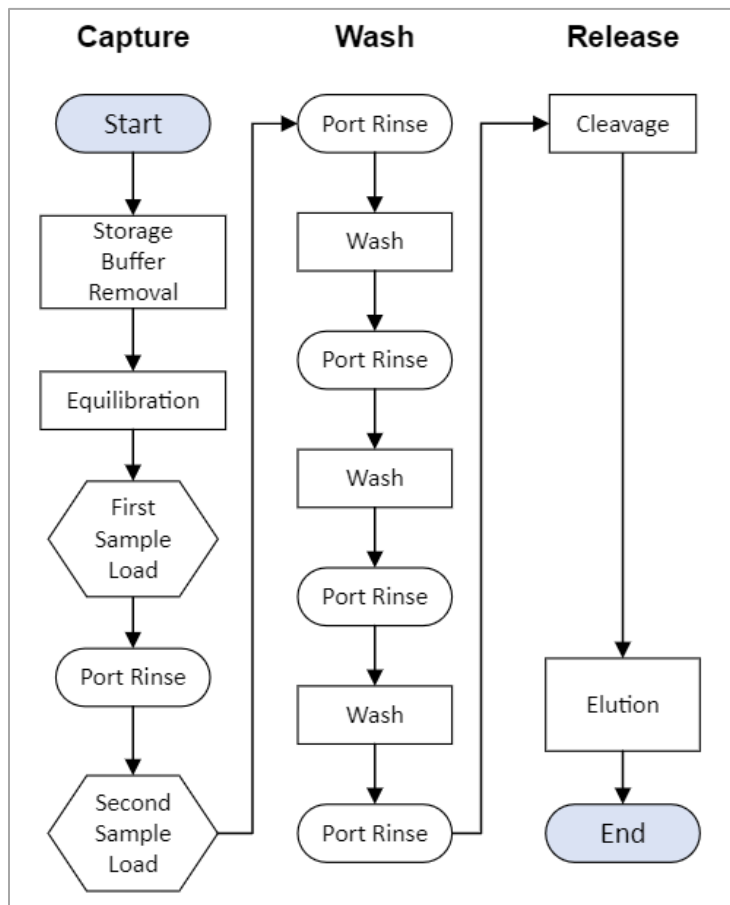 Capture
Wash
Release
Start
Storage
Buffer
Removal
Equilibration
First
Sample
Load
Port Rinse
Second
Sample
Load
Port Rinse
Wash
Port Rinse
Wash
Port Rinse
Wash
Port Rinse
Cleavage
Elution
End